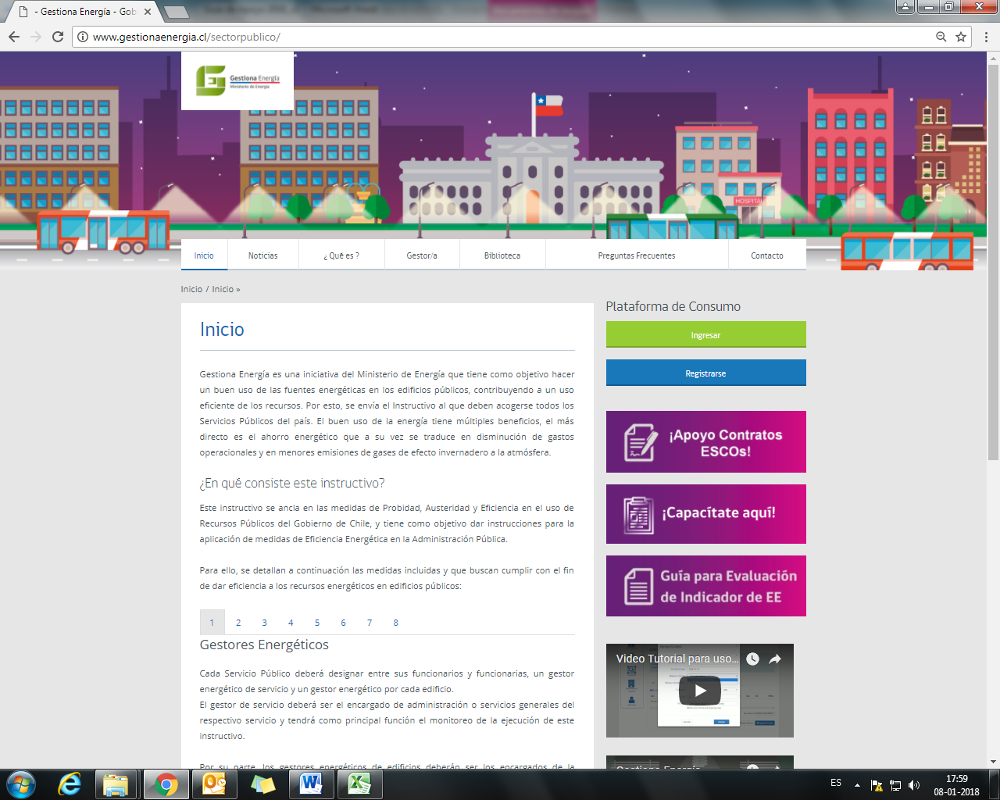 - Gestiona Energía - Gob
www.gestionaenergia.cl/sectorpublico/
Gestiona Energía
Ministerio de Energía
HOSPITAL
Inicio
Noticias
¿ Qué es ?
Gestor/a
Biblioteca
Preguntas Frecuentes
Contacto
Inicio / Inicio »
Inicio
Gestiona Energía es una iniciativa del Ministerio de Energía que tiene como objetivo hacer
un buen uso de las fuentes energéticas en los edificios públicos, contribuyendo a un uso
eficiente de los recursos. Por esto, se envía el Instructivo al que deben acogerse todos los
Servicios Públicos del país. El buen uso de la energía tiene múltiples beneficios, el más
directo es el ahorro energético que a su vez se traduce en disminución de gastos
operacionales y en menores emisiones de gases de efecto invernadero a la atmósfera.
¿En qué consiste este instructivo?
Este instructivo se ancla en las medidas de Probidad, Austeridad y Eficiencia en el uso de
Recursos Públicos del Gobierno de Chile, y tiene como objetivo dar instrucciones para la
aplicación de medidas de Eficiencia Energética en la Administración Pública.
Para ello, se detallan a continuación las medidas incluidas y que buscan cumplir con el fin
de dar eficiencia a los recursos energéticos en edificios públicos:
1 2 3 4 5 6 7 8
Gestores Energéticos
Cada Servicio Público deberá designar entre sus funcionarios y funcionarias, un gestor
energético de servicio y un gestor energético por cada edificio.
El gestor de servicio deberá ser el encargado de administración o servicios generales del
respectivo servicio y tendrá como principal función el monitoreo de la ejecución de este
instructivo.
Por su parte, los gestores energéticos de edificios deberán ser los encargados de la
Plataforma de Consumo
Ingresar
Registrarse
¡Apoyo Contratos
ESCOs!
¡Capacítate aquí!
Guía para Evaluación
de Indicador de EE
Video Tutorial para uso...
Gestiona Energía
ES
17:59
08-01-2018